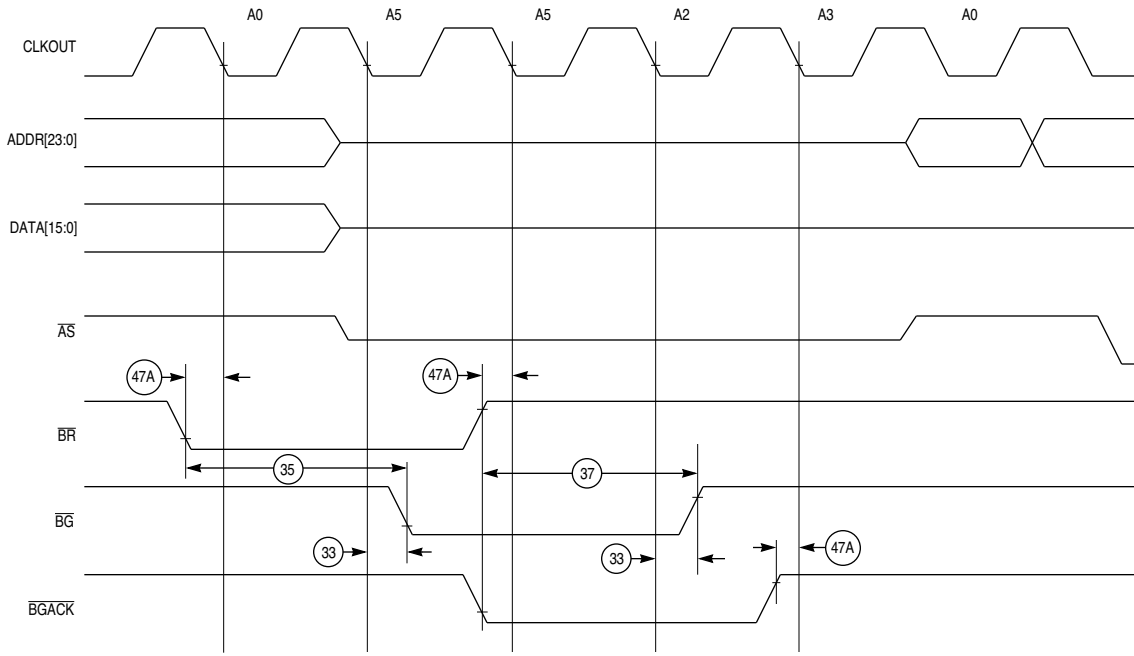 A0 A5 A5 A2 A3 A0
CLKOUT
ADDR[23:0]
DATA[15:0]
AS
47A 47A
BR
35 37
BG
33 33 47A
BGACK